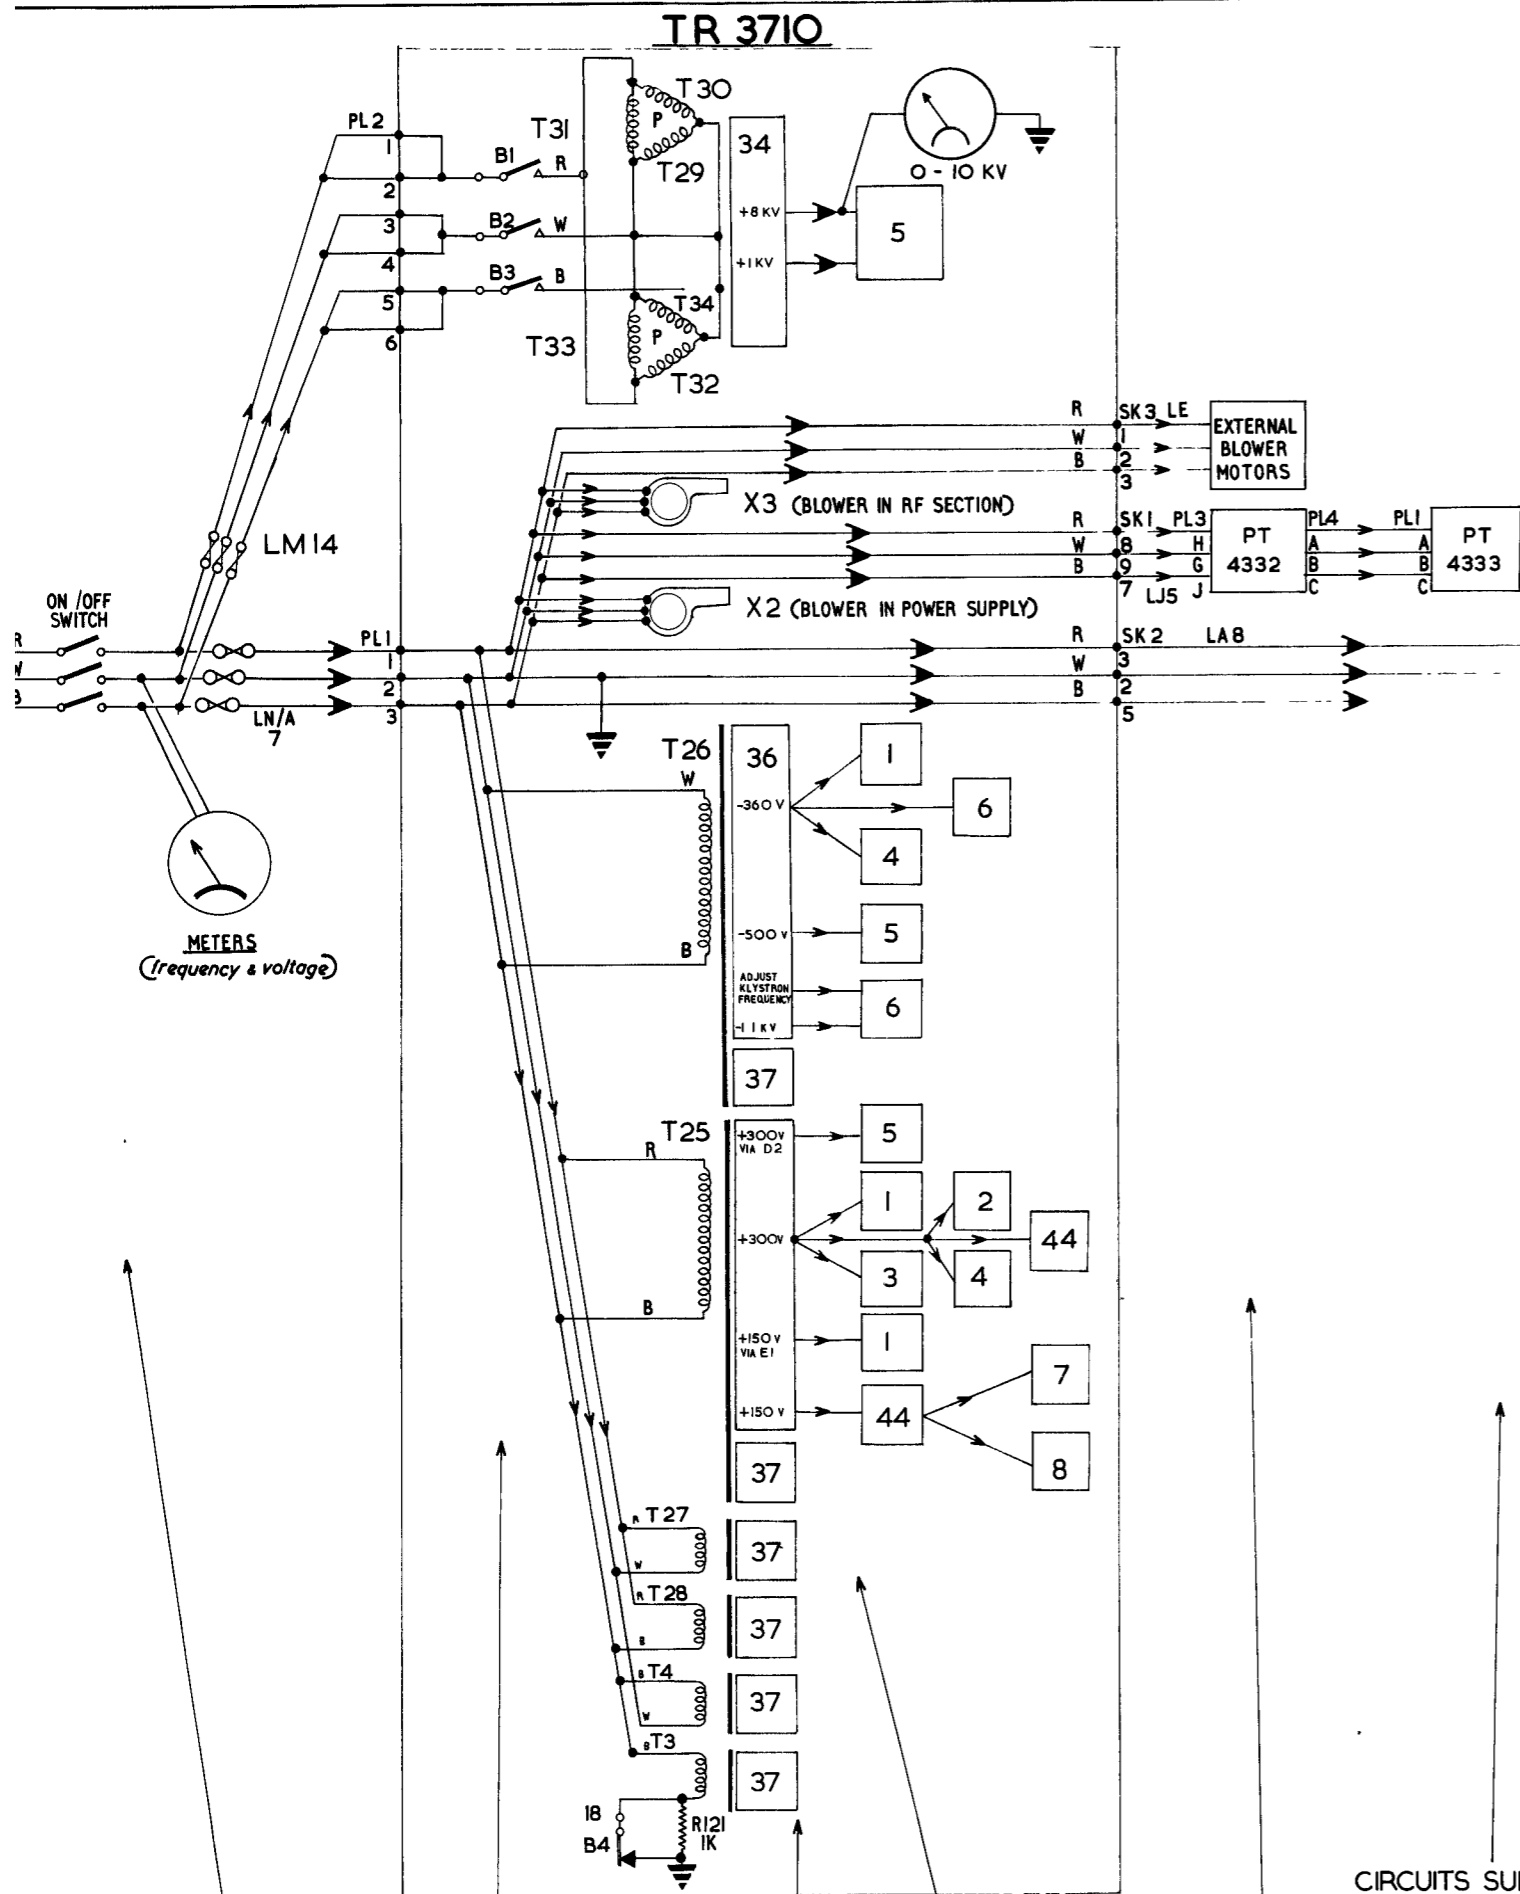 TR 3710
T30
PL 2
T31
P
34
1
B1
R
T29
0 - 10 KV
2
3
B2
W
+8 KV
5
4
B3
B
+1 KV
5
T34
6
T33
P
T32
R
SK3
LE
EXTERNAL
W
1
BLOWER
B
2
MOTORS
3
X3 (BLOWER IN RF SECTION)
R
SK1
PL3
PT
PL4
PL1
PT
LM14
W
8
H
4332
A
A
4333
B
9
G
B
B
7
LJ5
J
C
C
ON /OFF
SWITCH
X2 (BLOWER IN POWER SUPPLY)
R
PL1
R
SK2
LA8
1
W
3
W
2
B
2
B
LN/A
3
5
7
T26
36
1
W
-360 V
6
4
METERS
(frequency & voltage)
B
-500 V
5
ADJUST
KLYSTRON
FREQUENCY
6
-1 1 KV
37
T25
+300V
VIA D2
5
R
1
2
+300V
44
3
4
B
+150 V
VIA E1
1
7
+150 V
44
8
37
R
T27
37
W
R
T28
37
B
B
T4
37
W
B
T3
37
18
R121
1K
B4
CIRCUITS SU